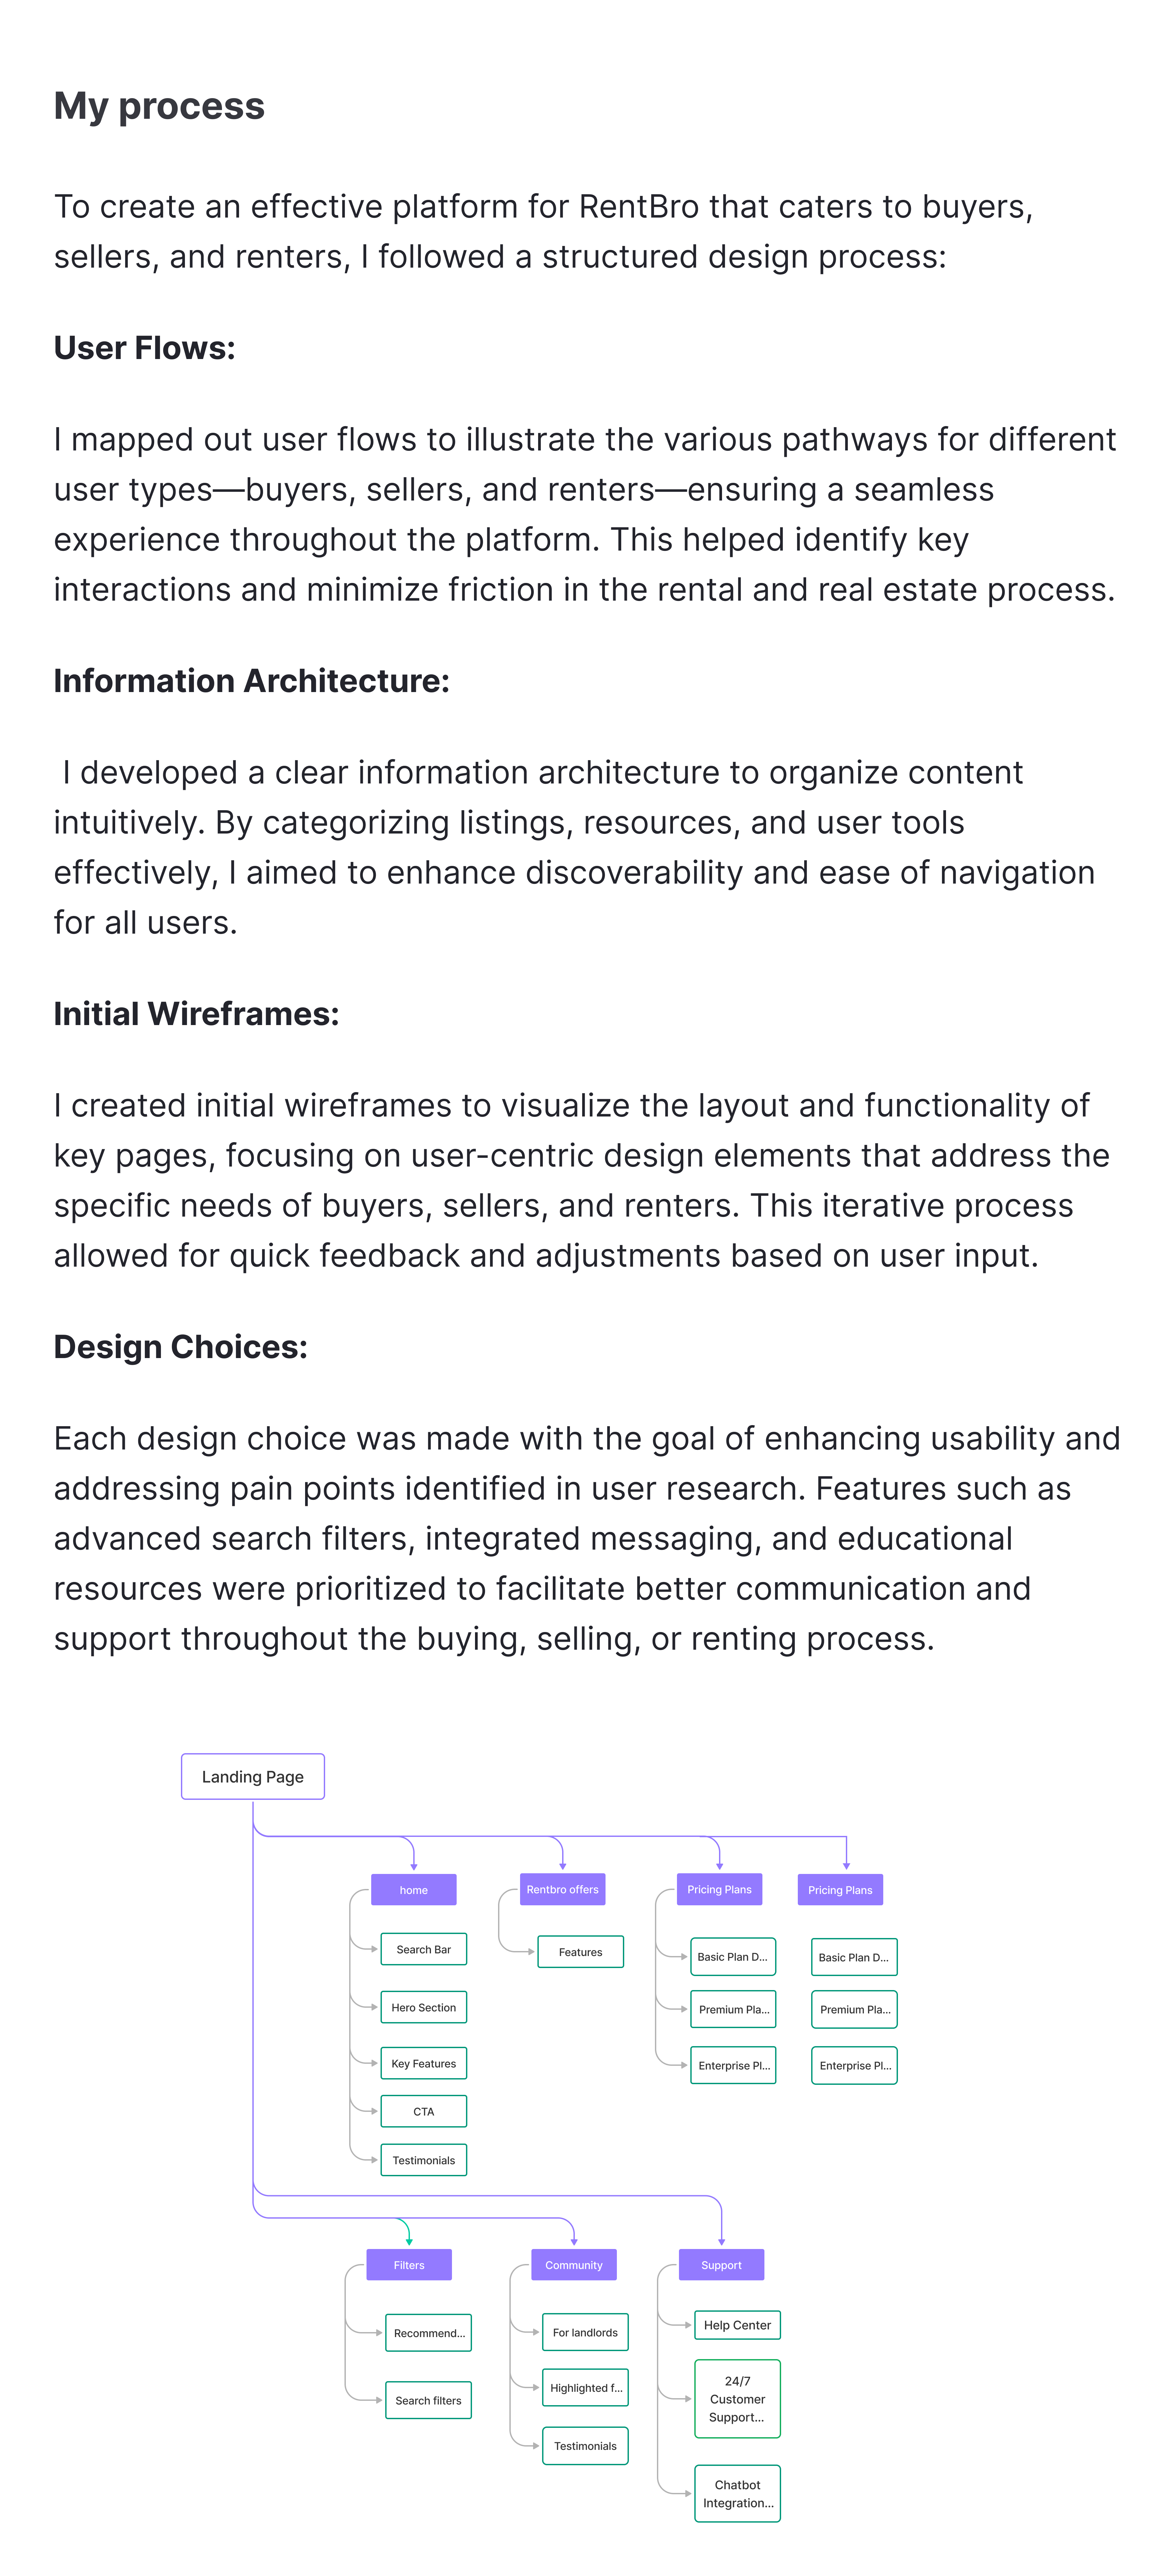 My process
To create an effective platform for RentBro that caters to buyers,
sellers, and renters, I followed a structured design process:
User Flows:
I mapped out user flows to illustrate the various pathways for different
user types—buyers, sellers, and renters—ensuring a seamless
experience throughout the platform. This helped identify key
interactions and minimize friction in the rental and real estate process.
Information Architecture:
I developed a clear information architecture to organize content
intuitively. By categorizing listings, resources, and user tools
effectively, I aimed to enhance discoverability and ease of navigation
for all users.
Initial Wireframes:
I created initial wireframes to visualize the layout and functionality of
key pages, focusing on user-centric design elements that address the
specific needs of buyers, sellers, and renters. This iterative process
allowed for quick feedback and adjustments based on user input.
Design Choices:
Each design choice was made with the goal of enhancing usability and
addressing pain points identified in user research. Features such as
advanced search filters, integrated messaging, and educational
resources were prioritized to facilitate better communication and
support throughout the buying, selling, or renting process.
Landing Page
home
Search Bar
Hero Section
Key Features
CTA
Testimonials
Rentbro offers
Features
Pricing Plans
Basic Plan D...
Premium Pla...
Enterprise Pl...
Pricing Plans
Basic Plan D...
Premium Pla...
Enterprise Pl...
Filters
Recommend...
Search filters
Community
For landlords
Highlighted f...
Testimonials
Support
Help Center
24/7
Customer
Support...
Chatbot
Integration...